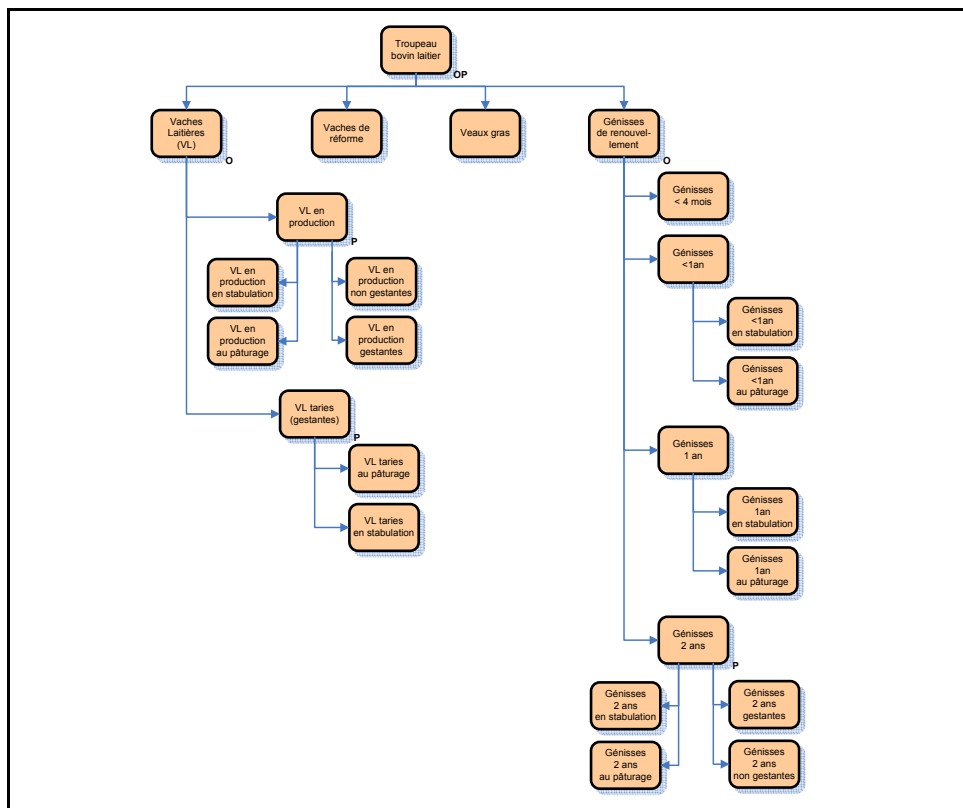 Troupeau
bovin laitier
OP
Vaches
Laitières
(VL)
O
Vaches de
réforme
Veaux gras
Génisses
de renouvel-
lement
O
VL en
production
P
VL en
production
en stabulation
VL en
production
non gestantes
VL en
production
au pâturage
VL en
production
gestantes
VL taries
(gestantes)
P
VL taries
au pâturage
VL taries
en stabulation
Génisses
< 4 mois
Génisses
<1an
Génisses
<1an
en stabulation
Génisses
<1an
au pâturage
Génisses
1 an
Génisses
1an
en stabulation
Génisses
1an
au pâturage
Génisses
2 ans
P
Génisses
2 ans
en stabulation
Génisses
2 ans
gestantes
Génisses
2 ans
au pâturage
Génisses
2 ans
non gestantes